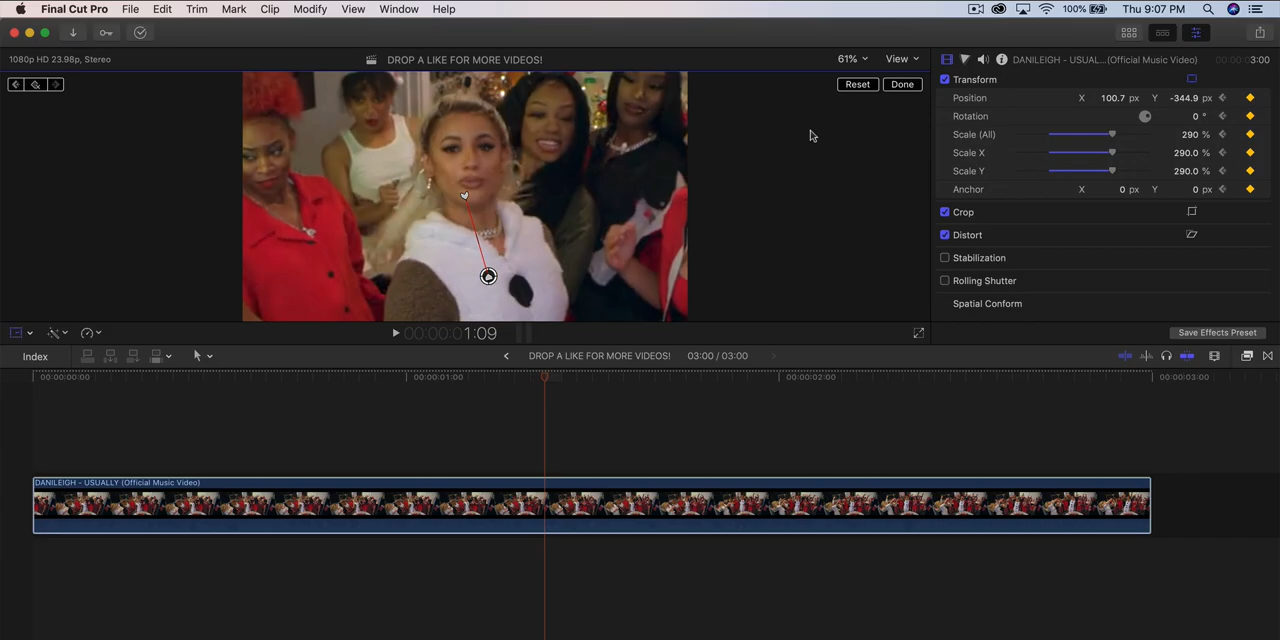 Final Cut Pro File Edit Trim Mark Clip Modify View Window Help 100% Thu 9:07 PM
1080p HD 23.98p, Stereo DROP A LIKE FOR MORE VIDEOS! 61% View DANILEIGH - USUAL...(Official Music Video) 00:00:0 3:00
Reset Done
Transform
Position X 100.7 px Y -344.9 px
Rotation 0 °
Scale (All) 290 %
Scale X 290.0 %
Scale Y 290.0 %
Anchor X 0 px Y 0 px
Crop
Distort
Stabilization
Rolling Shutter
Spatial Conform
00:00:01:09 Save Effects Preset
Index DROP A LIKE FOR MORE VIDEOS! 03:00 / 03:00
00:00:00:00 00:00:01:00 00:00:02:00 00:00:03:00
DANILEIGH - USUALLY (Official Music Video)